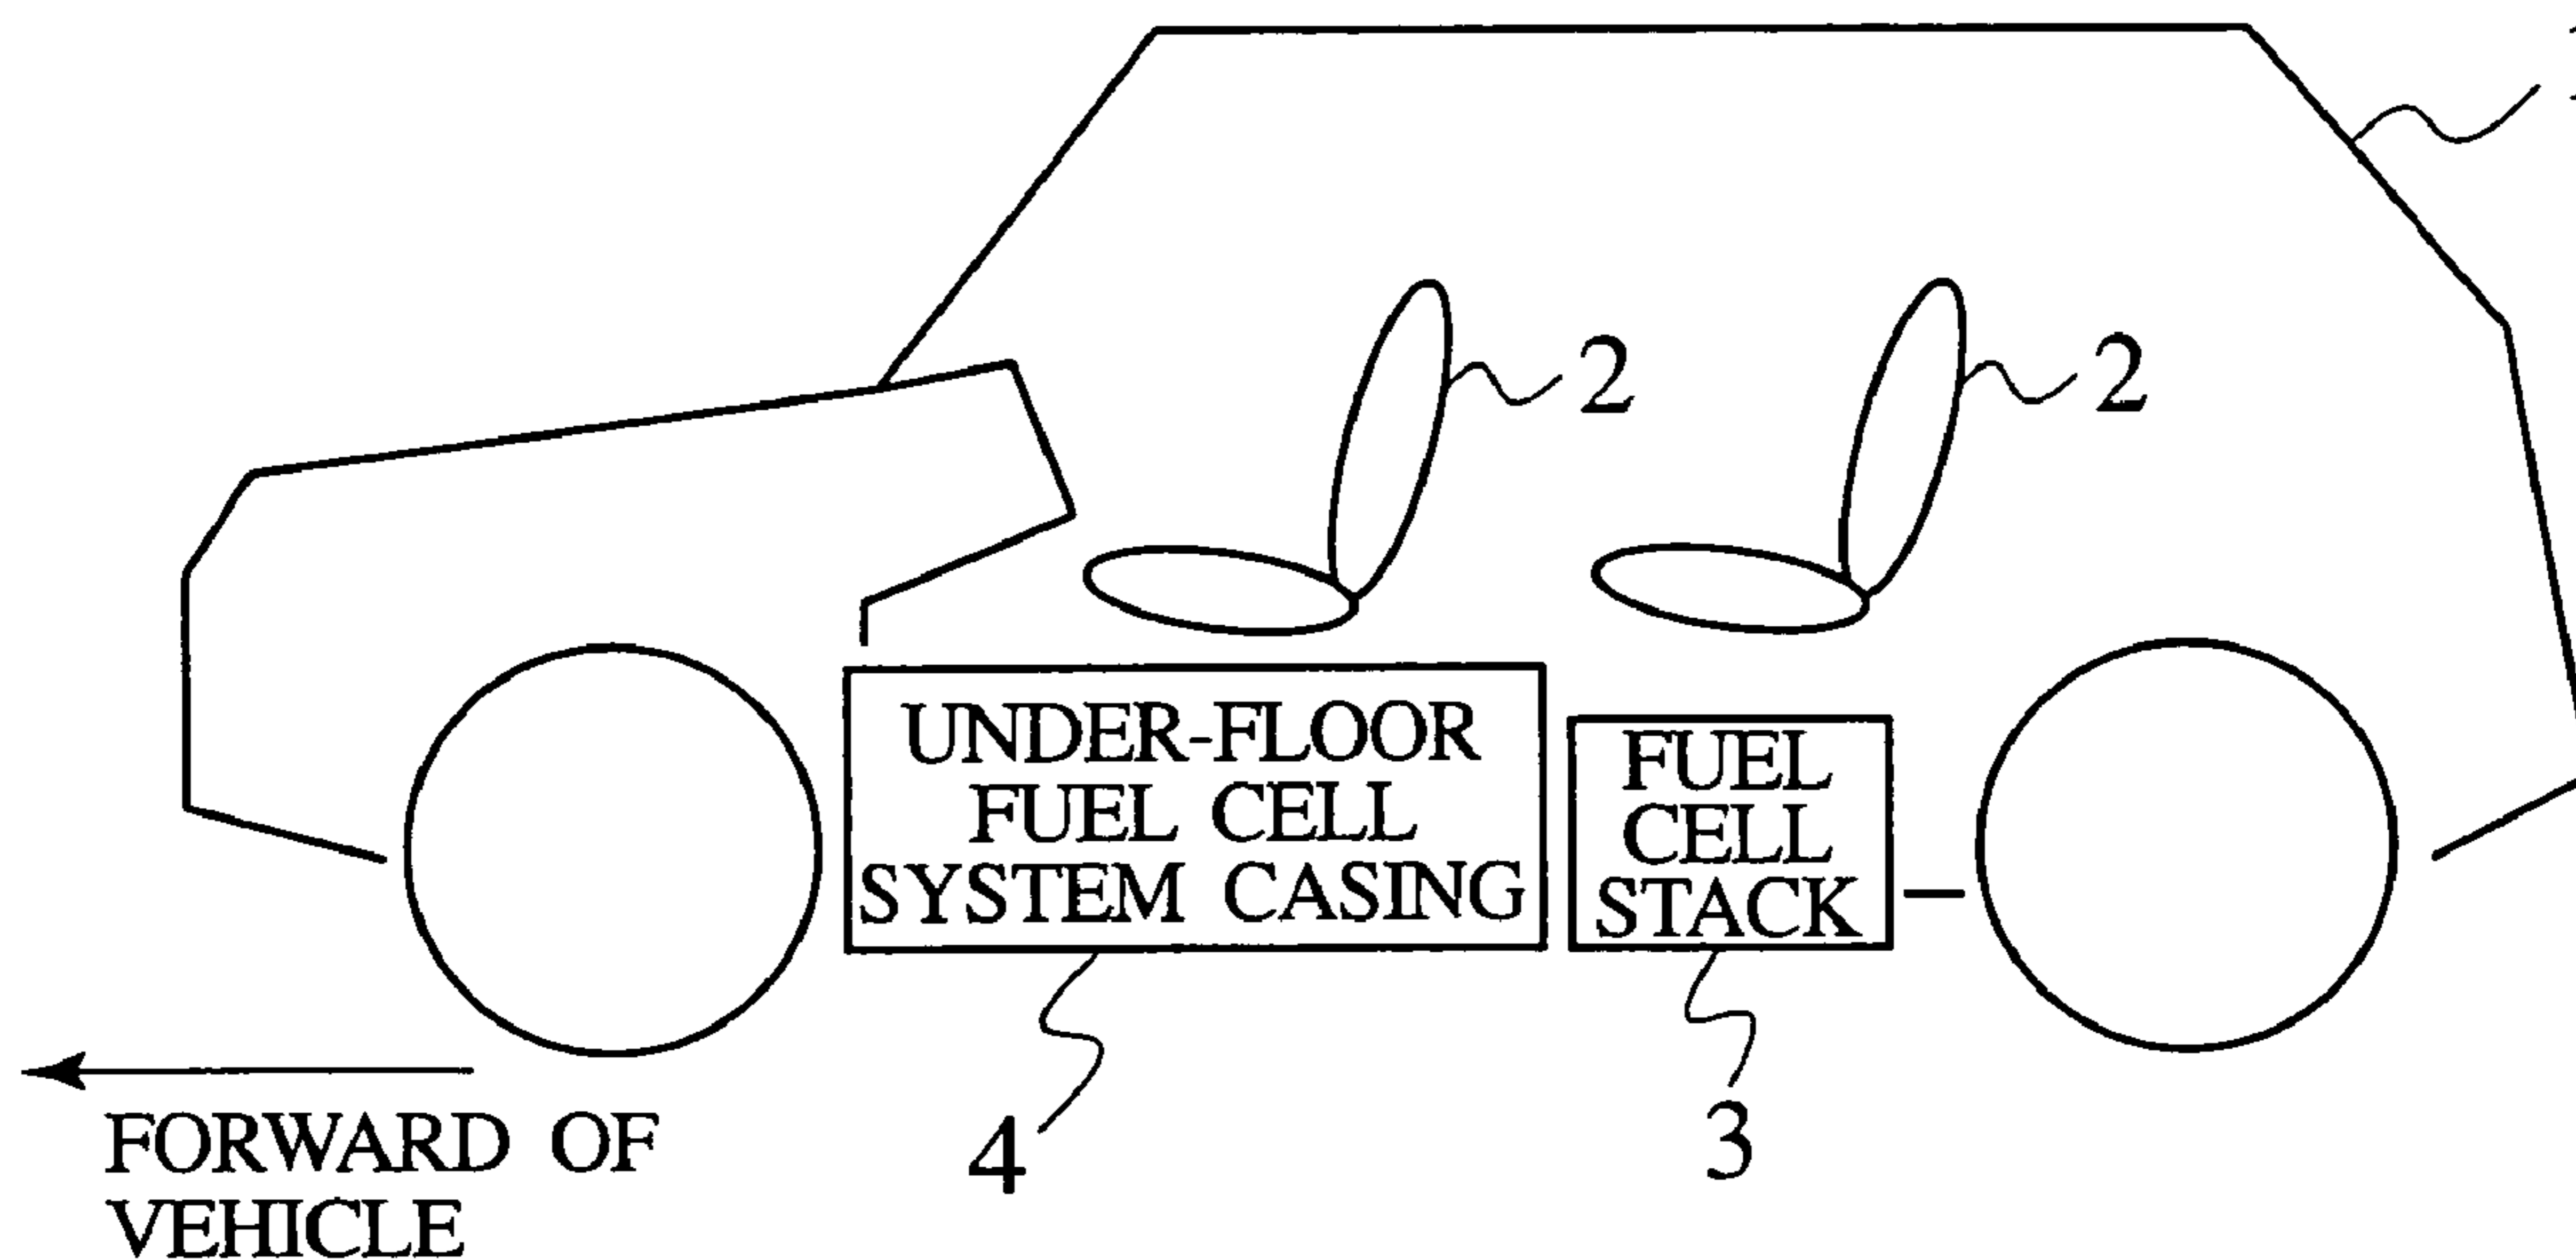 2
2
UNDER-FLOOR
FUEL CELL
SYSTEM CASING
FUEL
CELL
STACK
4
3
FORWARD OF
VEHICLE